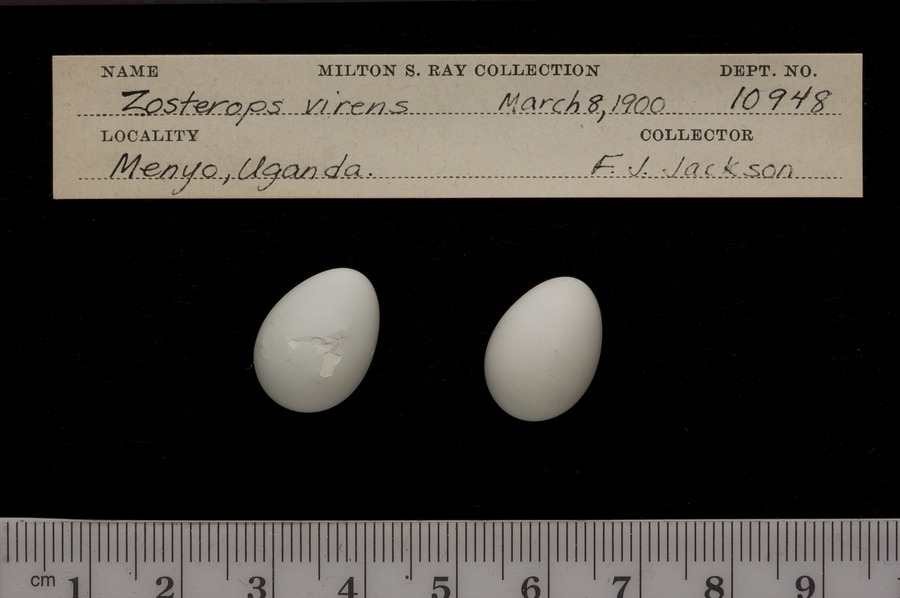 NAME MILTON S. RAY COLLECTION DEPT. NO.
Zosterops virens March 8, 1900 10948
LOCALITY COLLECTOR
Menyo, Uganda. F. J. Jackson
cm 1 2 3 4 5 6 7 8 9